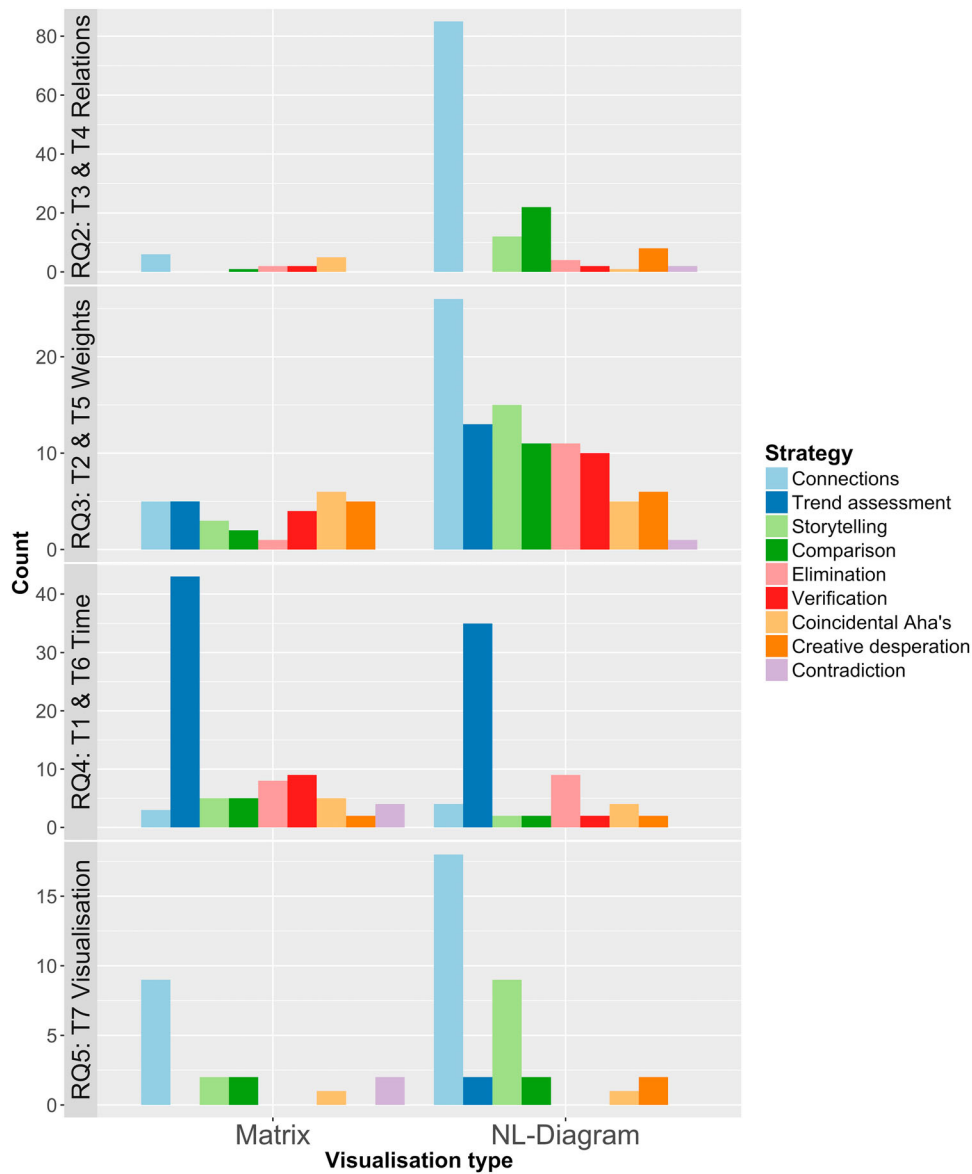 RQ2: T3 & T4 Relations
80
60
40
20
0
RQ3: T2 & T5 Weights
20
10
0
RQ4: T1 & T6 Time
40
30
20
10
0
RQ5: T7 Visualisation
15
10
5
0
Count
Matrix
NL-Diagram
Visualisation type
Strategy
Connections
Trend assessment
Storytelling
Comparison
Elimination
Verification
Coincidental Aha's
Creative desperation
Contradiction